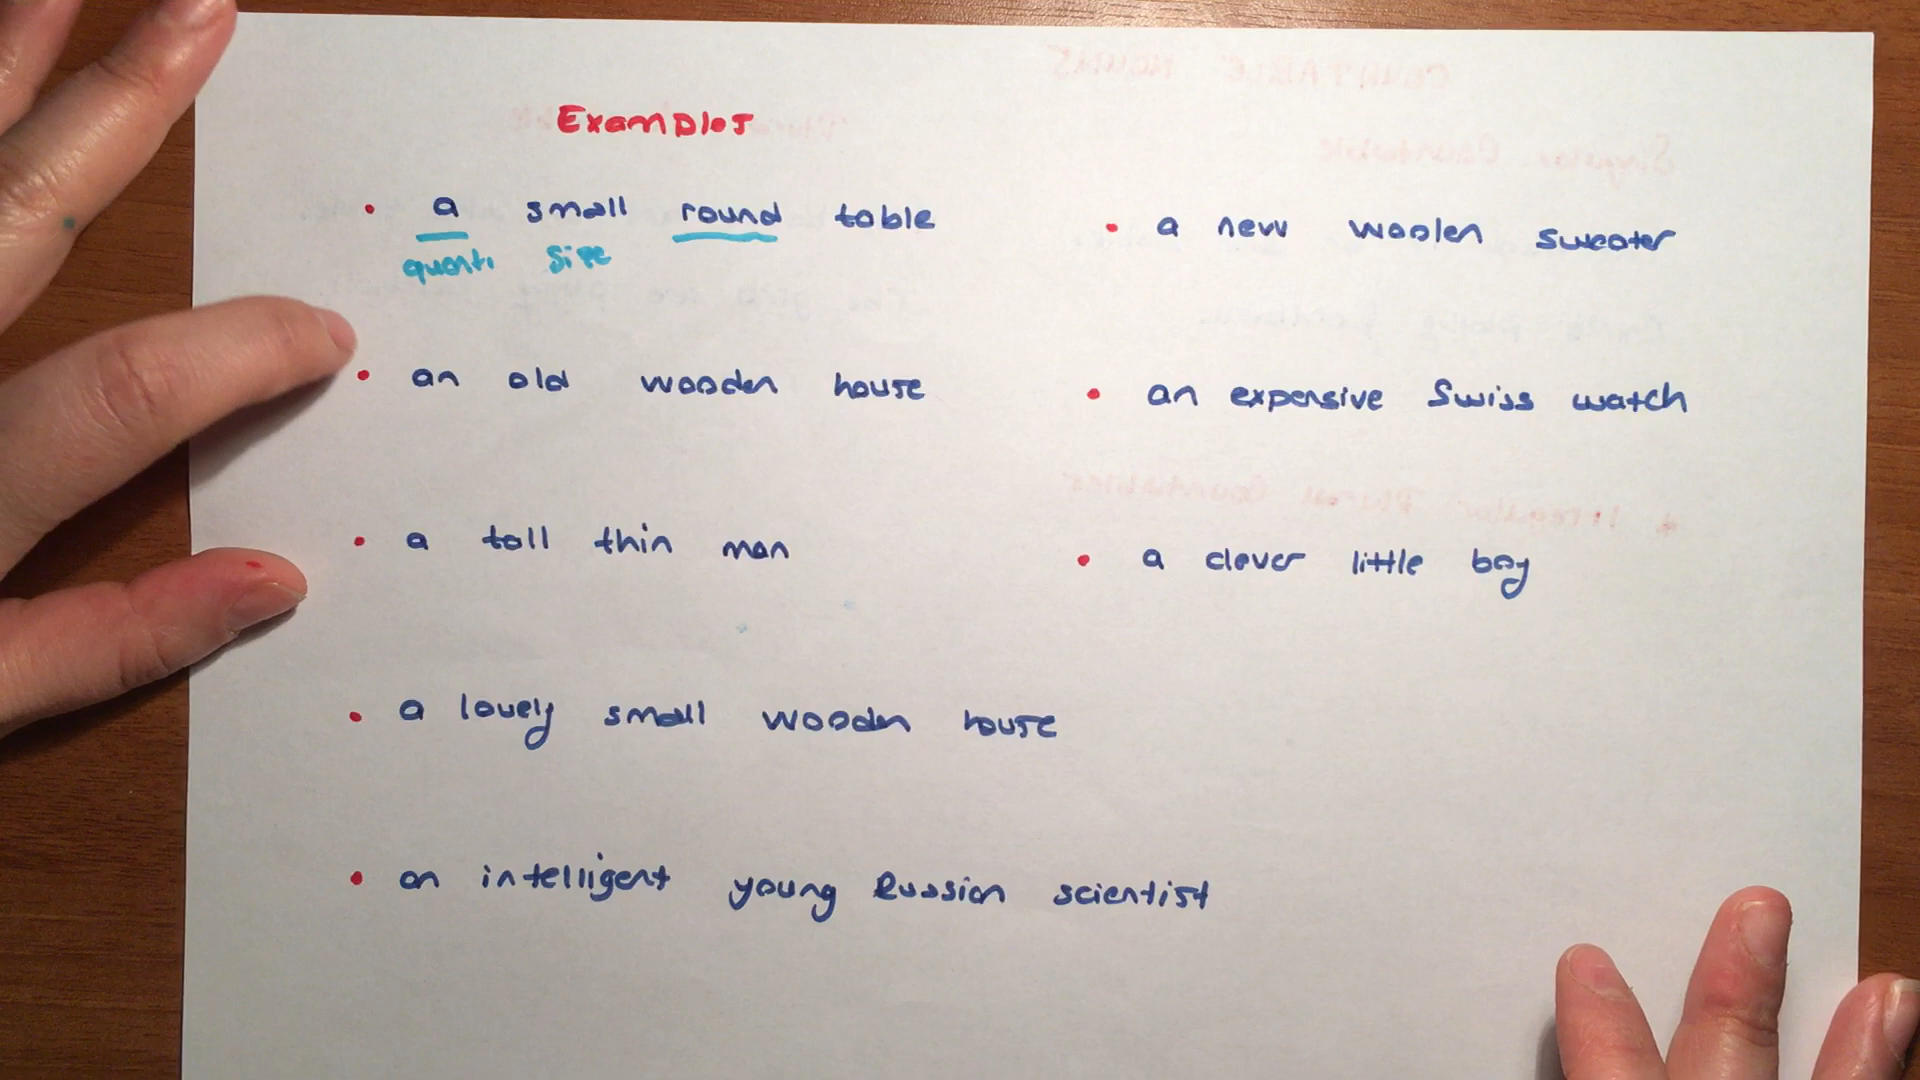 Examples
• a small round table
quanti size
• an old wooden house
• a tall thin man
• a lovely small wooden house
• an intelligent young Russian scientist
• a new woolen sweater
• an expensive Swiss watch
• a clever little boy